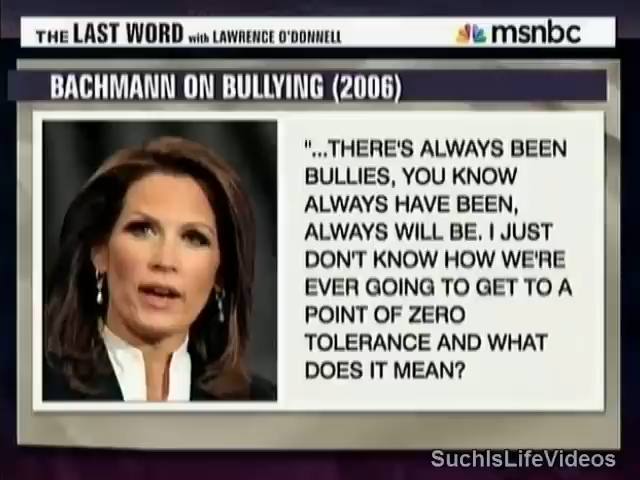 THE LAST WORD with LAWRENCE O'DONNELL
msnbc
BACHMANN ON BULLYING (2006)
"...THERE'S ALWAYS BEEN
BULLIES, YOU KNOW
ALWAYS HAVE BEEN,
ALWAYS WILL BE. I JUST
DON'T KNOW HOW WE'RE
EVER GOING TO GET TO A
POINT OF ZERO
TOLERANCE AND WHAT
DOES IT MEAN?
SuchIsLifeVideos